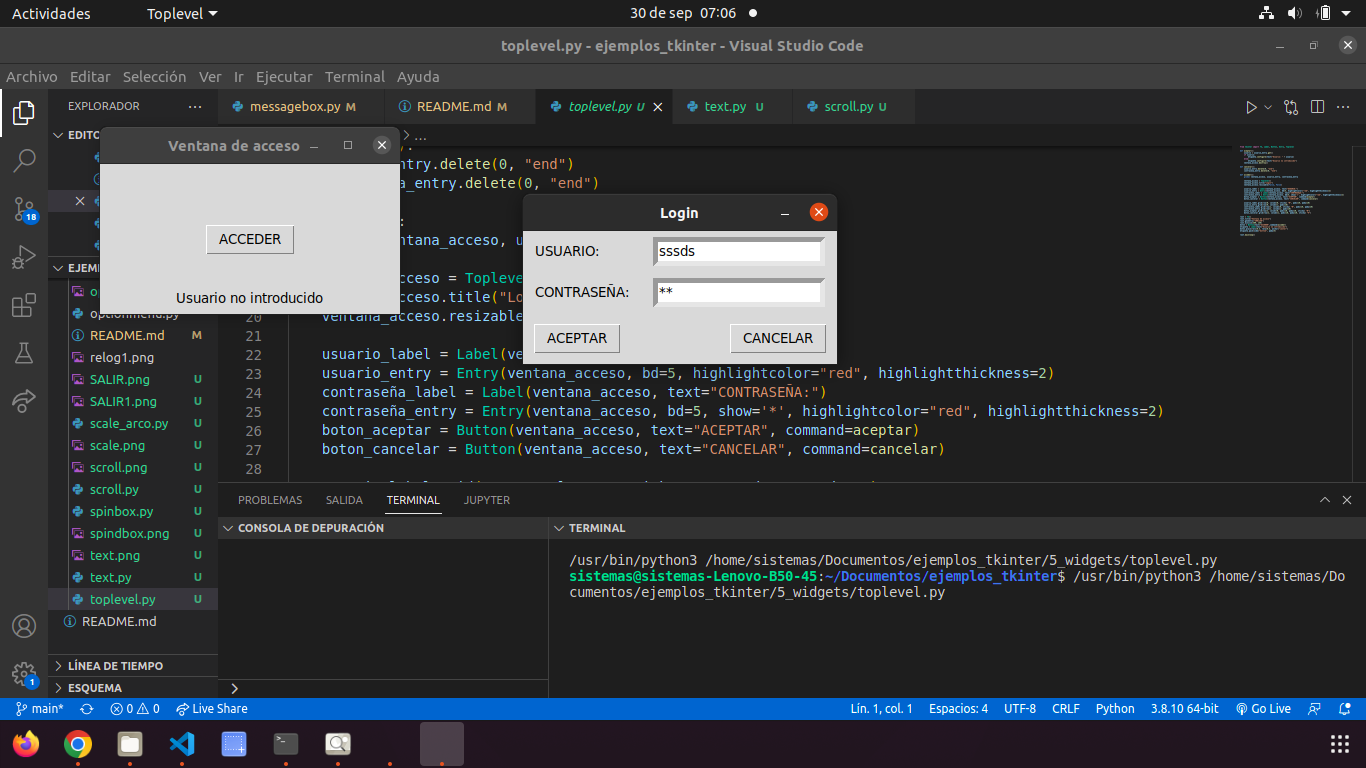 Actividades Toplevel 30 de sep 07:06
toplevel.py - ejemplos_tkinter - Visual Studio Code
Archivo Editar Selección Ver Ir Ejecutar Terminal Ayuda
EXPLORADOR ... messagebox.py M README.md M toplevel.py U text.py U scroll.py U
EDITO
...
Ventana de acceso
ACCEDER
Usuario no introducido
Login
USUARIO: sssds
CONTRASEÑA: **
ACEPTAR CANCELAR
entry.delete(0, "end")
a_entry.delete(0, "end")
:
entana_acceso, u
cceso = Toplev
cceso.title("Lo
20 ventana_acceso.resizable
21
22 usuario_label = Label(ve
23 usuario_entry = Entry(ventana_acceso, bd=5, highlightcolor="red", highlightthickness=2)
24 contraseña_label = Label(ventana_acceso, text="CONTRASEÑA:")
25 contraseña_entry = Entry(ventana_acceso, bd=5, show='*', highlightcolor="red", highlightthickness=2)
26 boton_aceptar = Button(ventana_acceso, text="ACEPTAR", command=aceptar)
27 boton_cancelar = Button(ventana_acceso, text="CANCELAR", command=cancelar)
28
18
EJEM
optionmenu.py
README.md M
relog1.png
SALIR.png U
SALIR1.png U
scale_arco.py U
scale.png U
scroll.png U
scroll.py U
spinbox.py U
spindbox.png U
text.png U
text.py U
toplevel.py U
README.md
LÍNEA DE TIEMPO
ESQUEMA
1
PROBLEMAS SALIDA TERMINAL JUPYTER
CONSOLA DE DEPURACIÓN
TERMINAL
/usr/bin/python3 /home/sistemas/Documentos/ejemplos_tkinter/5_widgets/toplevel.py
sistemas@sistemas-Lenovo-B50-45:~/Documentos/ejemplos_tkinter$ /usr/bin/python3 /home/sistemas/Do
cumentos/ejemplos_tkinter/5_widgets/toplevel.py
main* 0 0 Live Share Lín. 1, col. 1 Espacios: 4 UTF-8 CRLF Python 3.8.10 64-bit Go Live